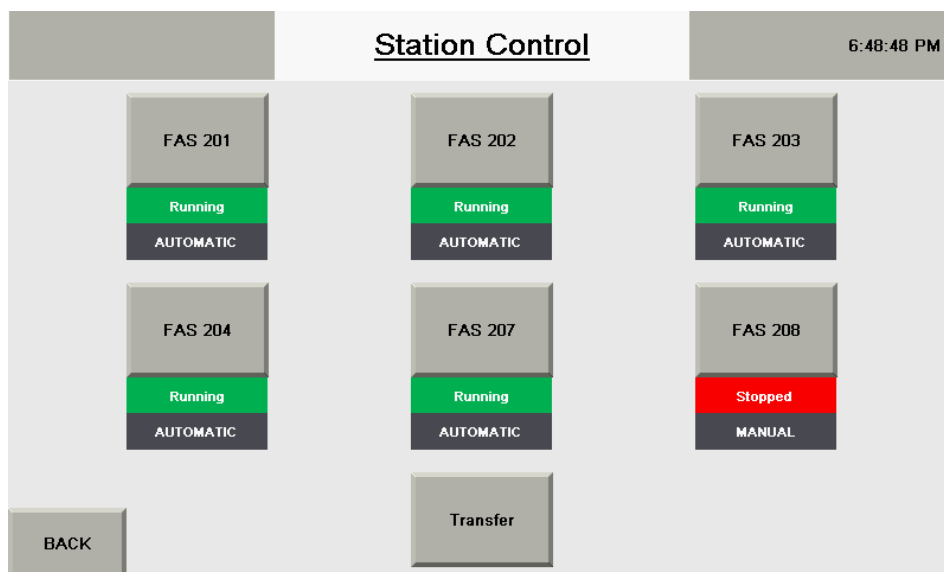 Station Control
6:48:48 PM
FAS 201
FAS 202
FAS 203
Running
Running
Running
AUTOMATIC
AUTOMATIC
AUTOMATIC
FAS 204
FAS 207
FAS 208
Running
Running
Stopped
AUTOMATIC
AUTOMATIC
MANUAL
Transfer
BACK